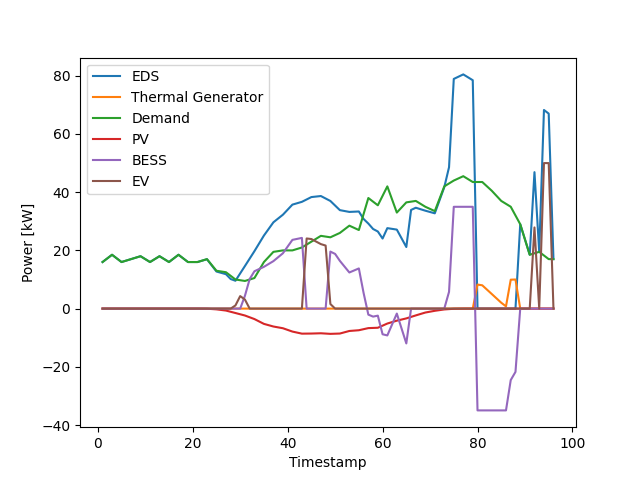 80
60
40
20
0
−20
−40
Power [kW]
EDS
Thermal Generator
Demand
PV
BESS
EV
0 20 40 60 80 100
Timestamp